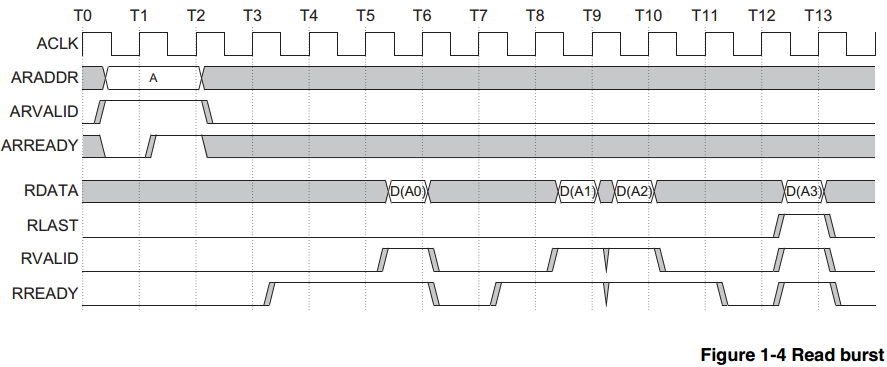 T0 T1 T2 T3 T4 T5 T6 T7 T8 T9 T10 T11 T12 T13
ACLK
ARADDR A
ARVALID
ARREADY
RDATA D(A0) D(A1) D(A2) D(A3)
RLAST
RVALID
RREADY
Figure 1-4 Read burst